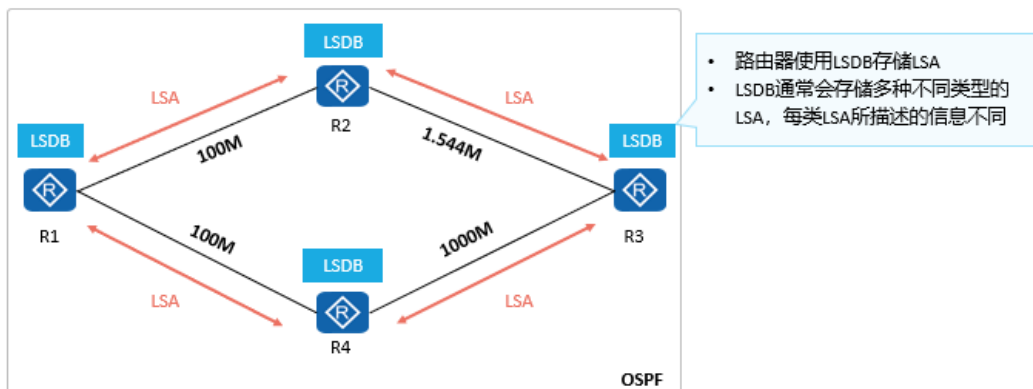 LSDB
• 路由器使用LSDB存储LSA
• LSDB通常会存储多种不同类型的
LSA，每类LSA所描述的信息不同
R
LSA
LSA
R2
LSDB
100M
1.544M
LSDB
R
R
R1
R3
100M
LSDB
1000M
LSA
R
LSA
R4
OSPF